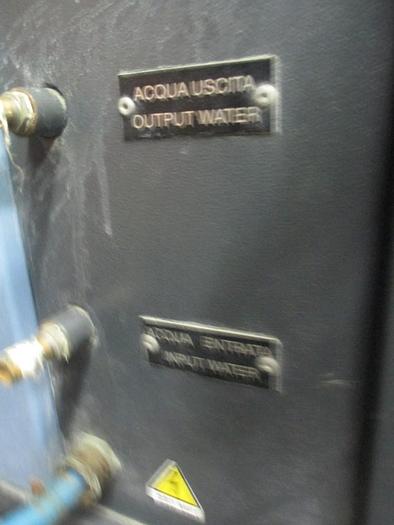 ACQUA USCITA
OUTPUT WATER
ACQUA ENTRATA
INPUT WATER